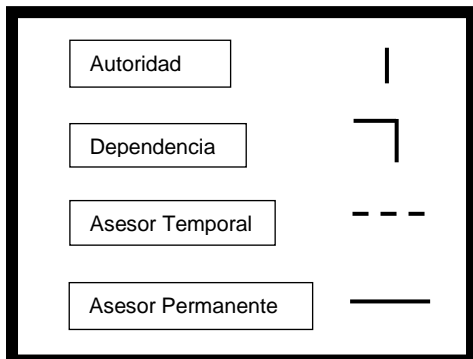 Autoridad
Dependencia
Asesor Temporal
Asesor Permanente